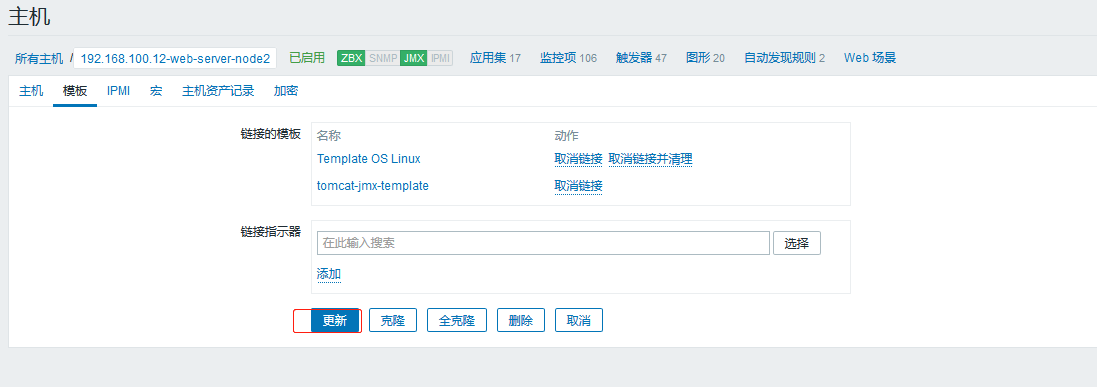 主机
所有主机 / 192.168.100.12-web-server-node2 已启用 ZBX SNMP JMX IPMI 应用集 17 监控项 106 触发器 47 图形 20 自动发现规则 2 Web 场景
主机 模板 IPMI 宏 主机资产记录 加密
链接的模板 名称 动作
Template OS Linux 取消链接 取消链接并清理
tomcat-jmx-template 取消链接
链接指示器
在此输入搜索 选择
添加
更新 克隆 全克隆 删除 取消